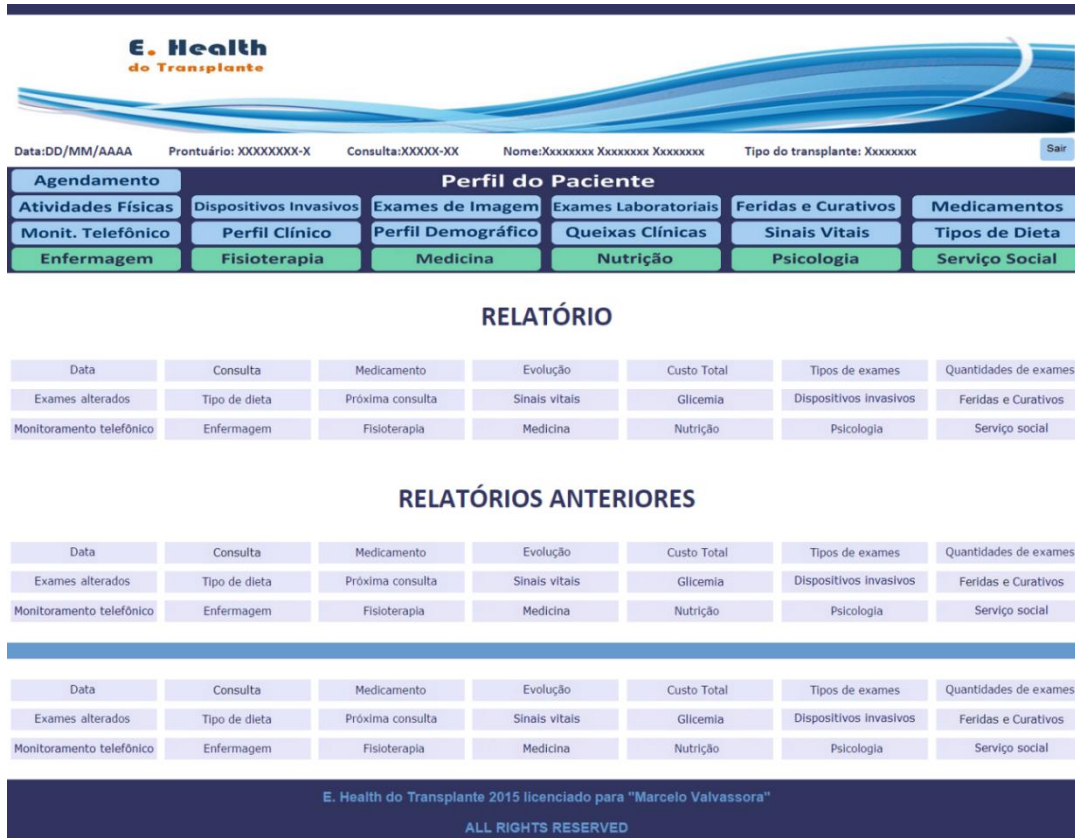 E. Health
do Transplante
Data:DD/MM/AAAA Prontuário: XXXXXXXX-X Consulta:XXXXX-XX Nome:Xxxxxxxx Xxxxxxxx Xxxxxxxx Tipo do transplante: Xxxxxxxx Sair
Agendamento Perfil do Paciente
Atividades Físicas Dispositivos Invasivos Exames de Imagem Exames Laboratoriais Feridas e Curativos Medicamentos
Monit. Telefônico Perfil Clínico Perfil Demográfico Queixas Clínicas Sinais Vitais Tipos de Dieta
Enfermagem Fisioterapia Medicina Nutrição Psicologia Serviço Social
RELATÓRIO
Data Consulta Medicamento Evolução Custo Total Tipos de exames Quantidades de exames
Exames alterados Tipo de dieta Próxima consulta Sinais vitais Glicemia Dispositivos invasivos Feridas e Curativos
Monitoramento telefônico Enfermagem Fisioterapia Medicina Nutrição Psicologia Serviço social
RELATÓRIOS ANTERIORES
Data Consulta Medicamento Evolução Custo Total Tipos de exames Quantidades de exames
Exames alterados Tipo de dieta Próxima consulta Sinais vitais Glicemia Dispositivos invasivos Feridas e Curativos
Monitoramento telefônico Enfermagem Fisioterapia Medicina Nutrição Psicologia Serviço social
Data Consulta Medicamento Evolução Custo Total Tipos de exames Quantidades de exames
Exames alterados Tipo de dieta Próxima consulta Sinais vitais Glicemia Dispositivos invasivos Feridas e Curativos
Monitoramento telefônico Enfermagem Fisioterapia Medicina Nutrição Psicologia Serviço social
E. Health do Transplante 2015 licenciado para "Marcelo Valvassora"
ALL RIGHTS RESERVED